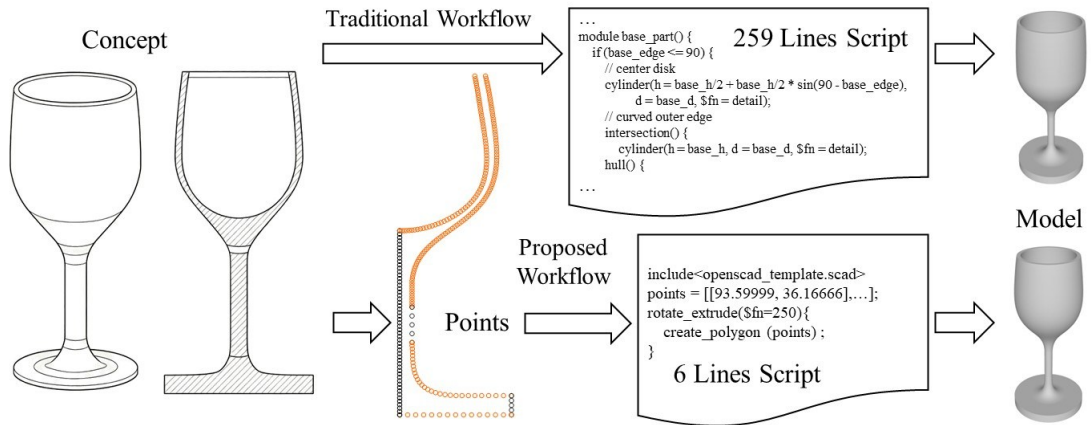 Concept
Traditional Workflow
…
module base_part() {
if (base_edge <= 90) {
// center disk
cylinder(h = base_h/2 + base_h/2 * sin(90 - base_edge),
d = base_d, $fn = detail);
// curved outer edge
intersection() {
cylinder(h = base_h, d = base_d, $fn = detail);
hull() {
…
259 Lines Script
Points
Proposed
Workflow
include<openscad_template.scad>
points = [[93.59999, 36.16666],…];
rotate_extrude($fn=250){
create_polygon (points) ;
}
6 Lines Script
Model